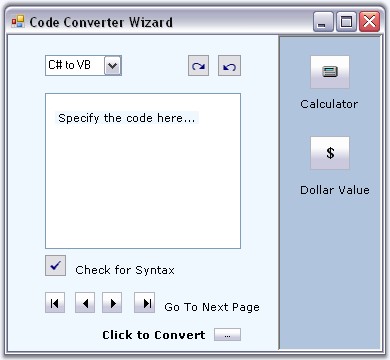 Code Converter Wizard
C# to VB
Specify the code here...
Calculator
$
Dollar Value
Check for Syntax
Go To Next Page
Click to Convert ...